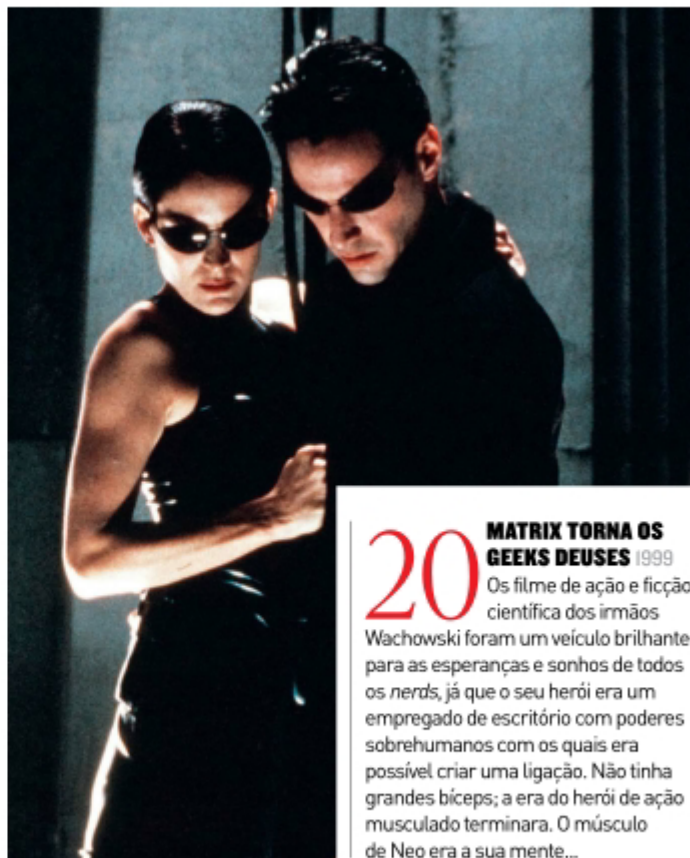 20
MATRIX TORNA OS
GEEKS DEUSES 1999
Os filme de ação e ficção
científica dos irmãos
Wachowski foram um veículo brilhante
para as esperanças e sonhos de todos
os nerds, já que o seu herói era um
empregado de escritório com poderes
sobrehumanos com os quais era
possível criar uma ligação. Não tinha
grandes bíceps; a era do herói de ação
musculado terminara. O músculo
de Neo era a sua mente...